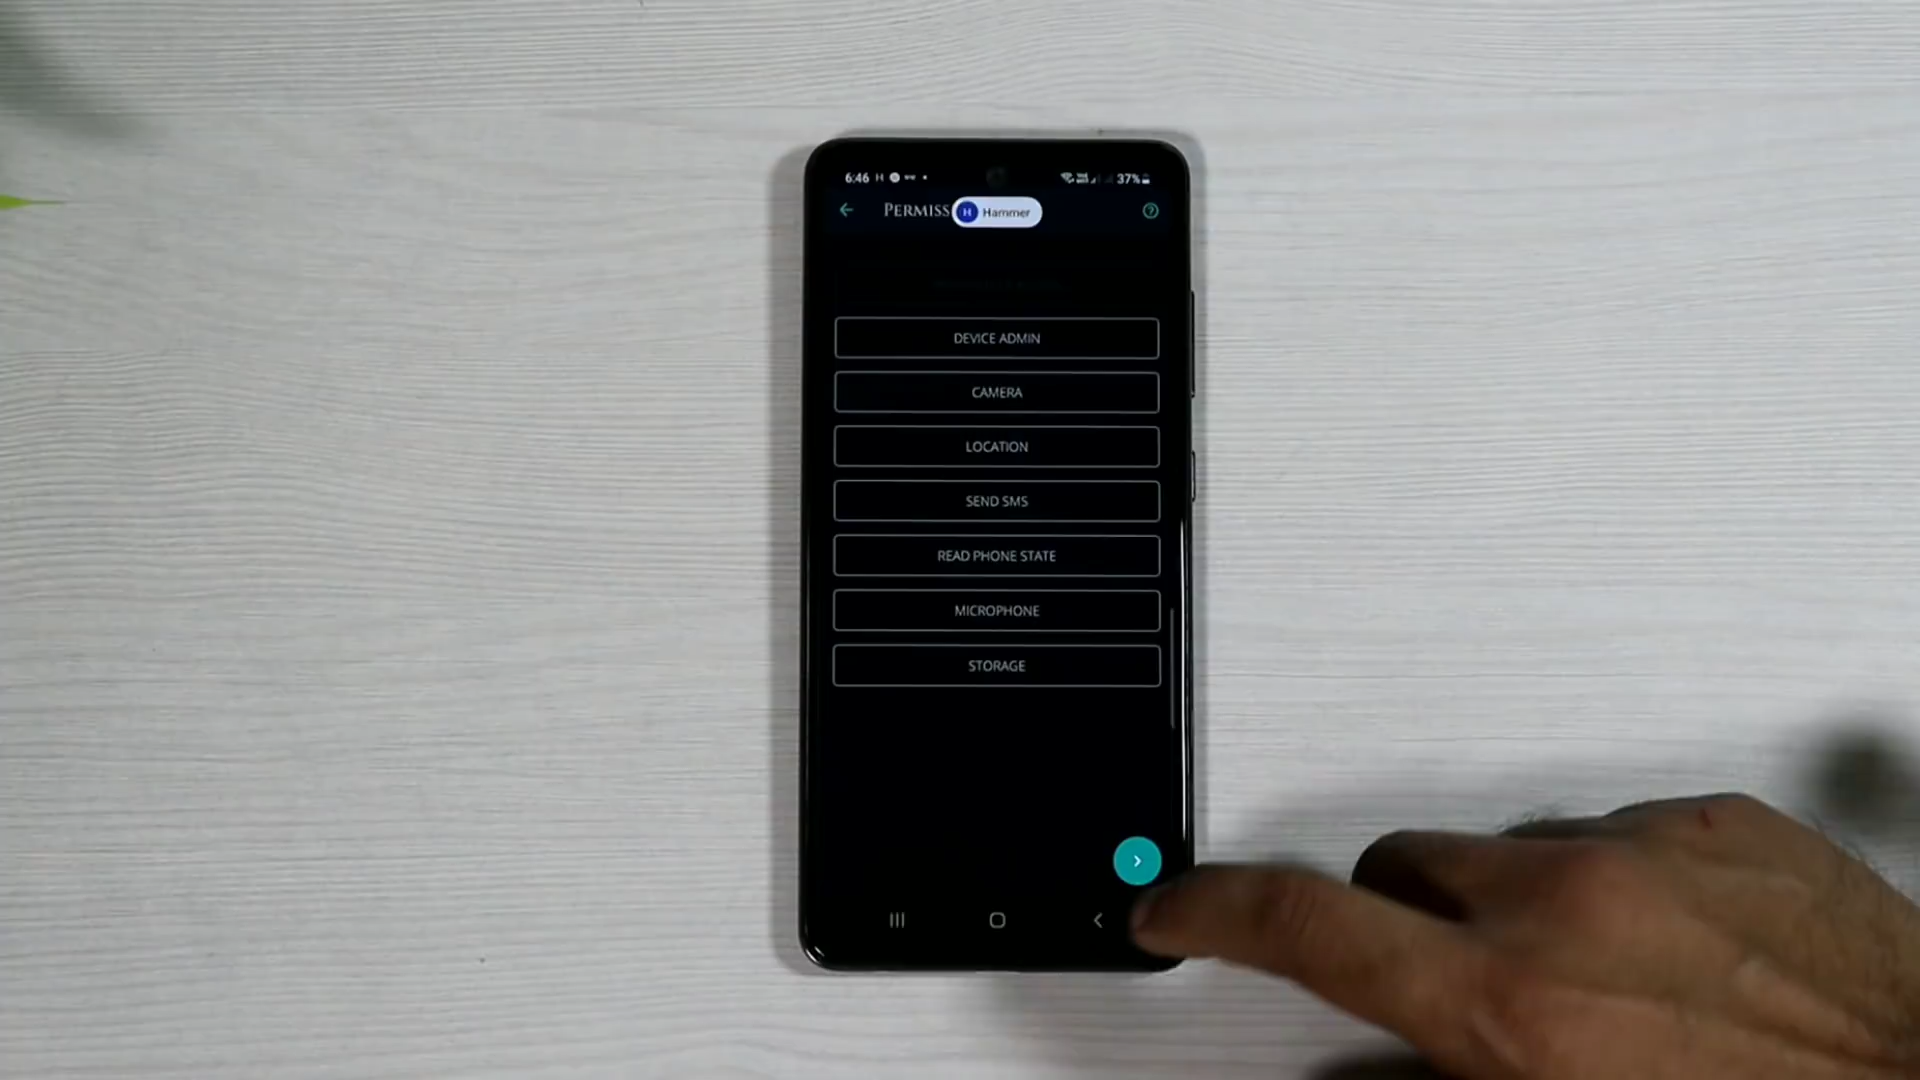 6:46 H 37%
PERMISS H Hammer
DEVICE ADMIN
CAMERA
LOCATION
SEND SMS
READ PHONE STATE
MICROPHONE
STORAGE